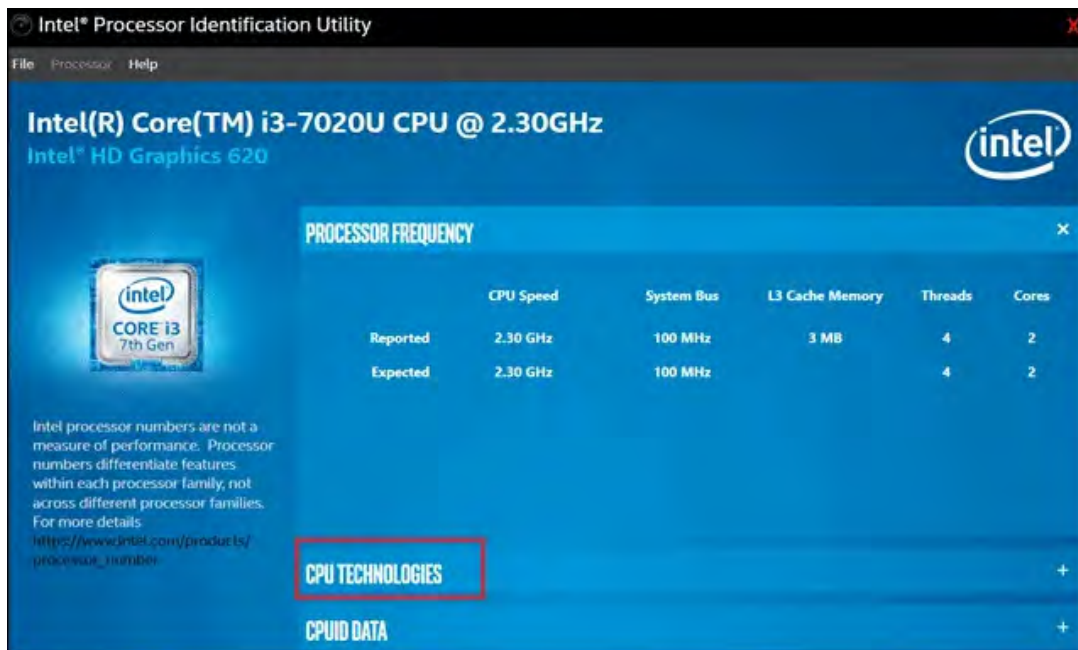 Intel® Processor Identification Utility
X
File Processor Help
Intel(R) Core(TM) i3-7020U CPU @ 2.30GHz
Intel® HD Graphics 620
intel
PROCESSOR FREQUENCY
×
CPU Speed System Bus L3 Cache Memory Threads Cores
Reported 2.30 GHz 100 MHz 3 MB 4 2
Expected 2.30 GHz 100 MHz 4 2
intel
CORE i3
7th Gen
Intel processor numbers are not a
measure of performance. Processor
numbers differentiate features
within each processor family, not
across different processor families.
For more details
https://www.intel.com/products/
processor_number
CPU TECHNOLOGIES
+
CPUID DATA
+